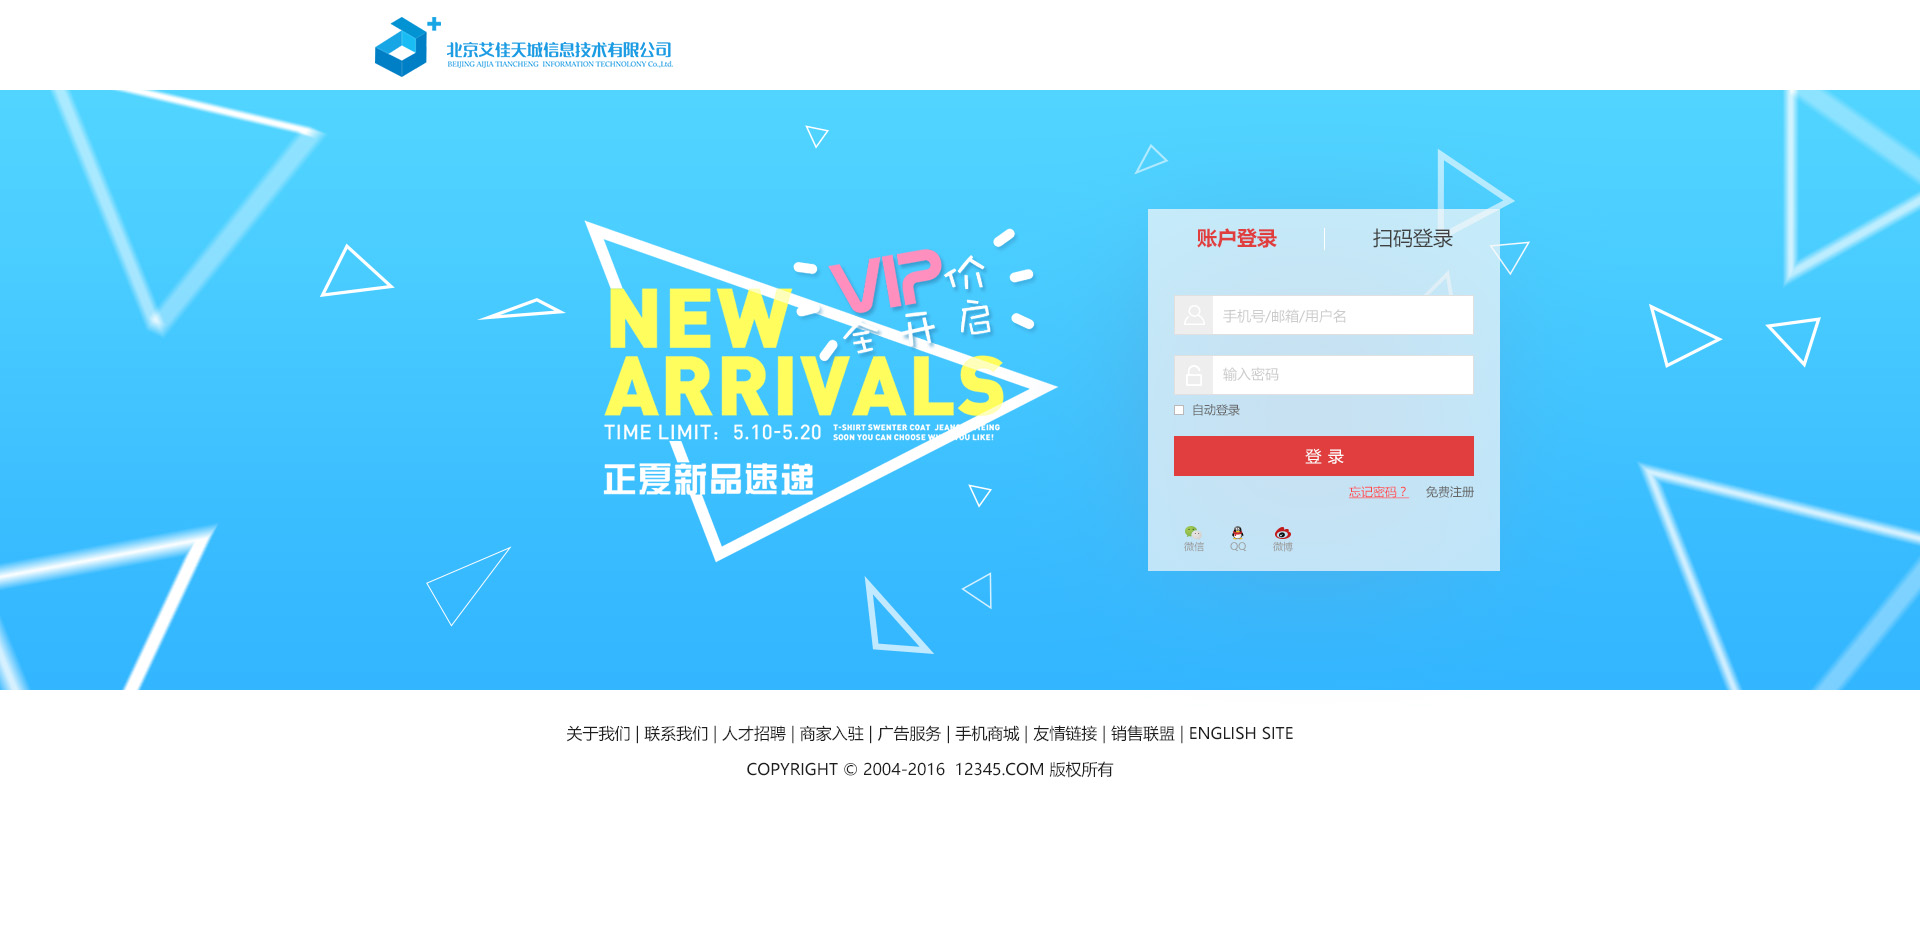 北京艾佳天城信息技术有限公司
BEIJING AIJIA TIANCHENG INFORMATION TECHNOLONY Co.,Ltd.
VIP价
全开启
NEW
ARRIVALS
TIME LIMIT: 5.10-5.20
T-SHIRT SWENTER COAT JEANS
SOON YOU CAN CHOOSE YOU LIKE!
正夏新品速递
账户登录
扫码登录
手机号/邮箱/用户名
输入密码
自动登录
登 录
忘记密码？ 免费注册
微信 QQ 微博
关于我们 | 联系我们 | 人才招聘 | 商家入驻 | 广告服务 | 手机商城 | 友情链接 | 销售联盟 | ENGLISH SITE
COPYRIGHT © 2004-2016 12345.COM 版权所有